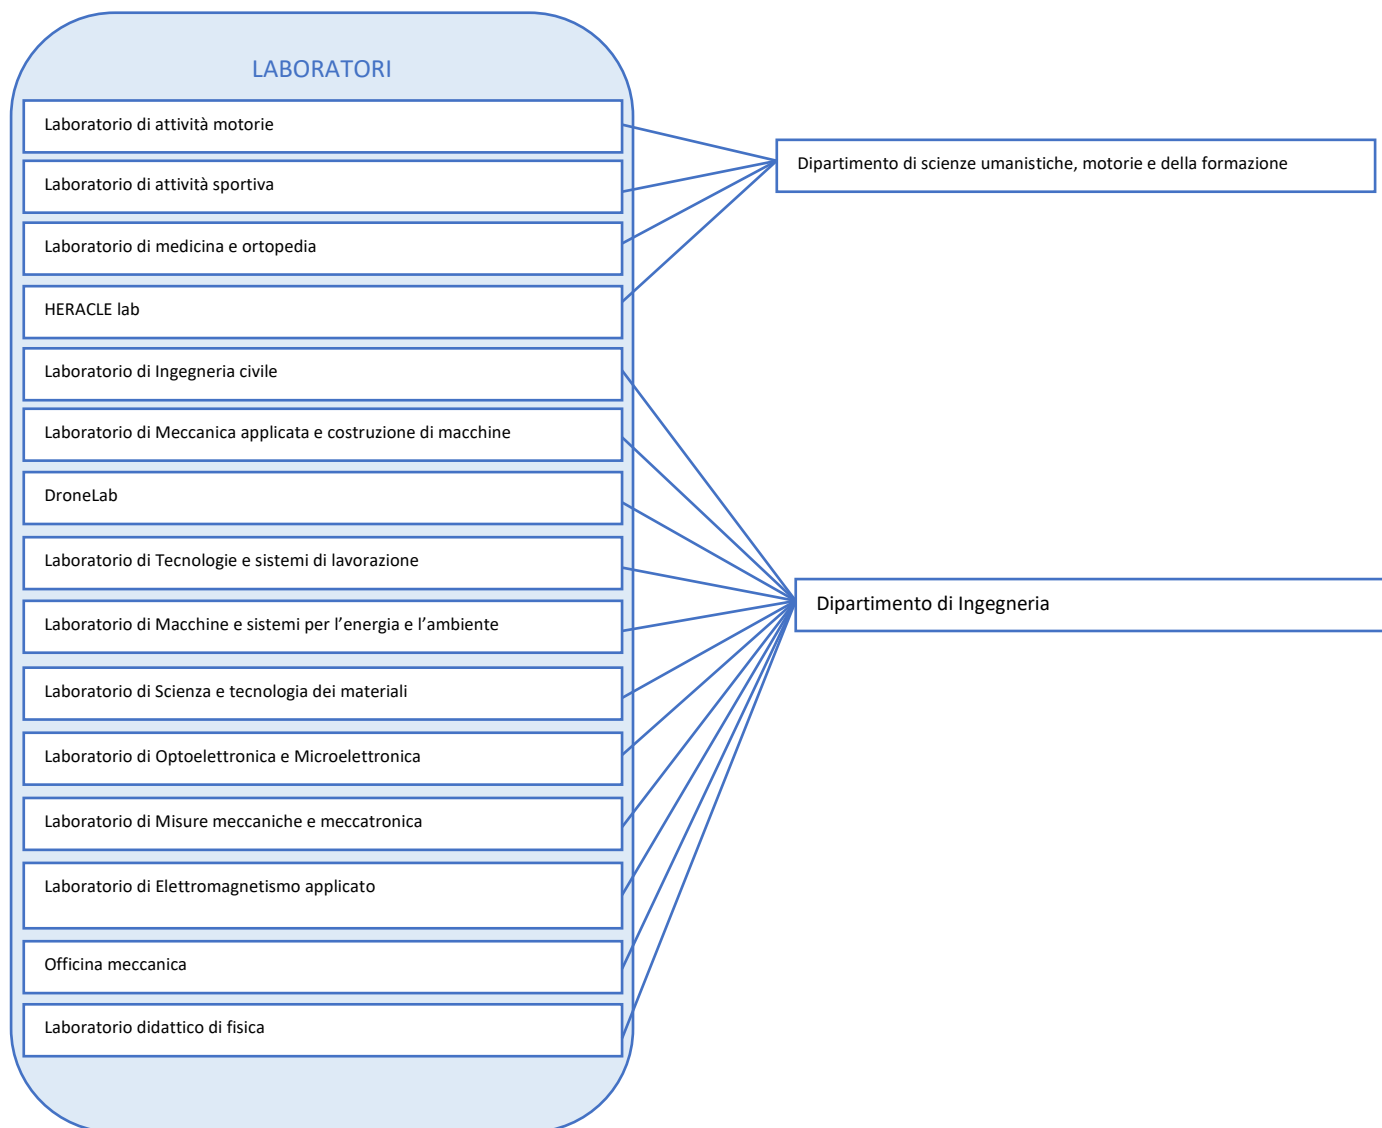 LABORATORI
Laboratorio di attività motorie
Dipartimento di scienze umanistiche, motorie e della formazione
Laboratorio di attività sportiva
Laboratorio di medicina e ortopedia
HERACLE lab
Laboratorio di Ingegneria civile
Laboratorio di Meccanica applicata e costruzione di macchine
DroneLab
Laboratorio di Tecnologie e sistemi di lavorazione
Dipartimento di Ingegneria
Laboratorio di Macchine e sistemi per l’energia e l’ambiente
Laboratorio di Scienza e tecnologia dei materiali
Laboratorio di Optoelettronica e Microelettronica
Laboratorio di Misure meccaniche e meccatronica
Laboratorio di Elettromagnetismo applicato
Officina meccanica
Laboratorio didattico di fisica